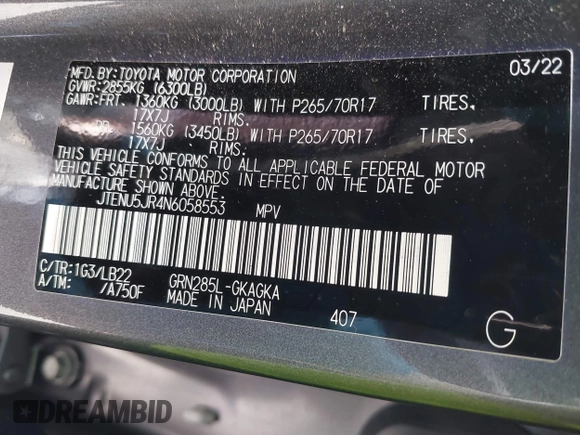 MFD.BY:TOYOTA MOTOR CORPORATION 03/22
GVWR:2855KG (6300LB)
GAWR:FRT. 1360KG (3000LB) WITH P265/70R17 TIRES,
17X7J RIMS.
RR. 1560KG (3450LB) WITH P265/70R17 TIRES,
17X7J RIMS.
THIS VEHICLE CONFORMS TO ALL APPLICABLE FEDERAL MOTOR
VEHICLE SAFETY STANDARDS IN EFFECT ON THE DATE OF
MANUFACTURE SHOWN ABOVE.
JTENU5JR4N6058553 MPV
C/TR:1G3/LB22 GRN285L-GKAGKA
A/TM: /A750F MADE IN JAPAN
407 G
DREAMBID